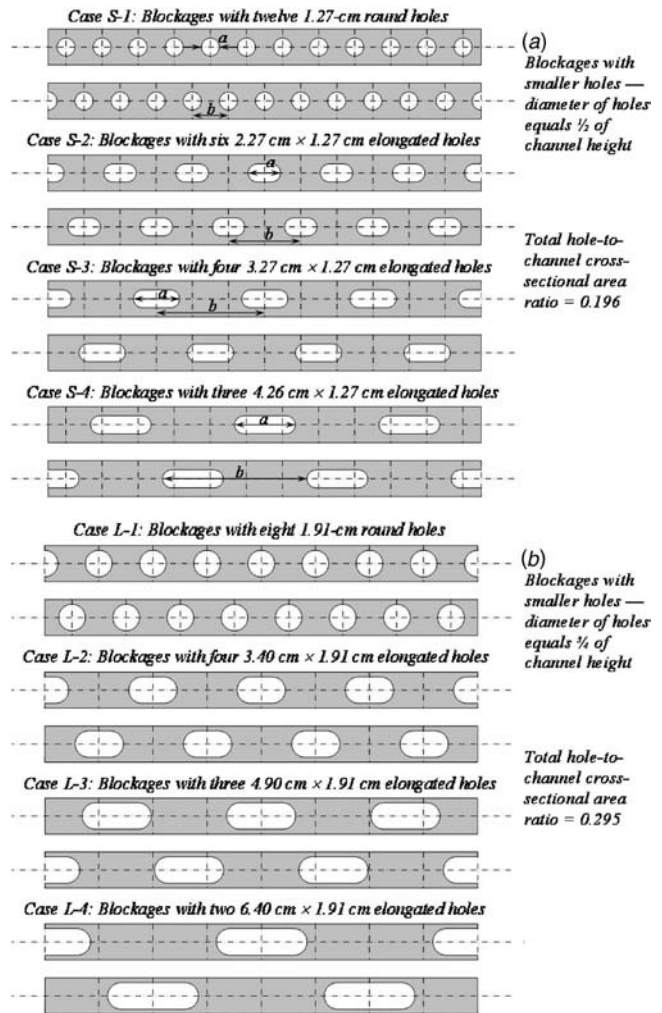 Case S-1: Blockages with twelve 1.27-cm round holes
a
b
(a)
Blockages with
smaller holes —
diameter of holes
equals ½ of
channel height
Case S-2: Blockages with six 2.27 cm × 1.27 cm elongated holes
a
b
Total hole-to-
channel cross-
sectional area
ratio = 0.196
Case S-3: Blockages with four 3.27 cm × 1.27 cm elongated holes
a
b
Case S-4: Blockages with three 4.26 cm × 1.27 cm elongated holes
a
b
Case L-1: Blockages with eight 1.91-cm round holes
(b)
Blockages with
smaller holes —
diameter of holes
equals ¾ of
channel height
Case L-2: Blockages with four 3.40 cm × 1.91 cm elongated holes
Total hole-to-
channel cross-
sectional area
ratio = 0.295
Case L-3: Blockages with three 4.90 cm × 1.91 cm elongated holes
Case L-4: Blockages with two 6.40 cm × 1.91 cm elongated holes